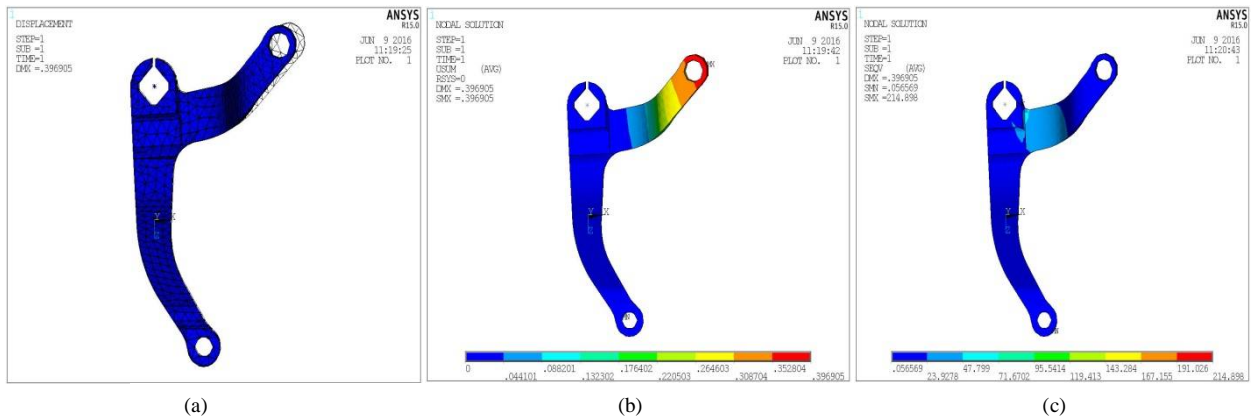 1
DISPLACEMENT
STEP=1
SUB =1
TIME=1
DMX =.396905
ANSYS
R15.0
JUN 9 2016
11:19:25
PLOT NO. 1
Y X
(a)
1
NODAL SOLUTION
STEP=1
SUB =1
TIME=1
USUM (AVG)
RSYS=0
DMX =.396905
SMX =.396905
ANSYS
R15.0
JUN 9 2016
11:19:42
PLOT NO. 1
Y X
0 .088201 .176402 .264603 .352804
.044101 .132302 .220503 .308704 .396905
(b)
1
NODAL SOLUTION
STEP=1
SUB =1
TIME=1
SEQV (AVG)
DMX =.396905
SMN =.056569
SMX =214.898
ANSYS
R15.0
JUN 9 2016
11:20:43
PLOT NO. 1
Y X
.056569 47.799 95.5414 143.284 191.026
23.9278 71.6702 119.413 167.155 214.898
(c)